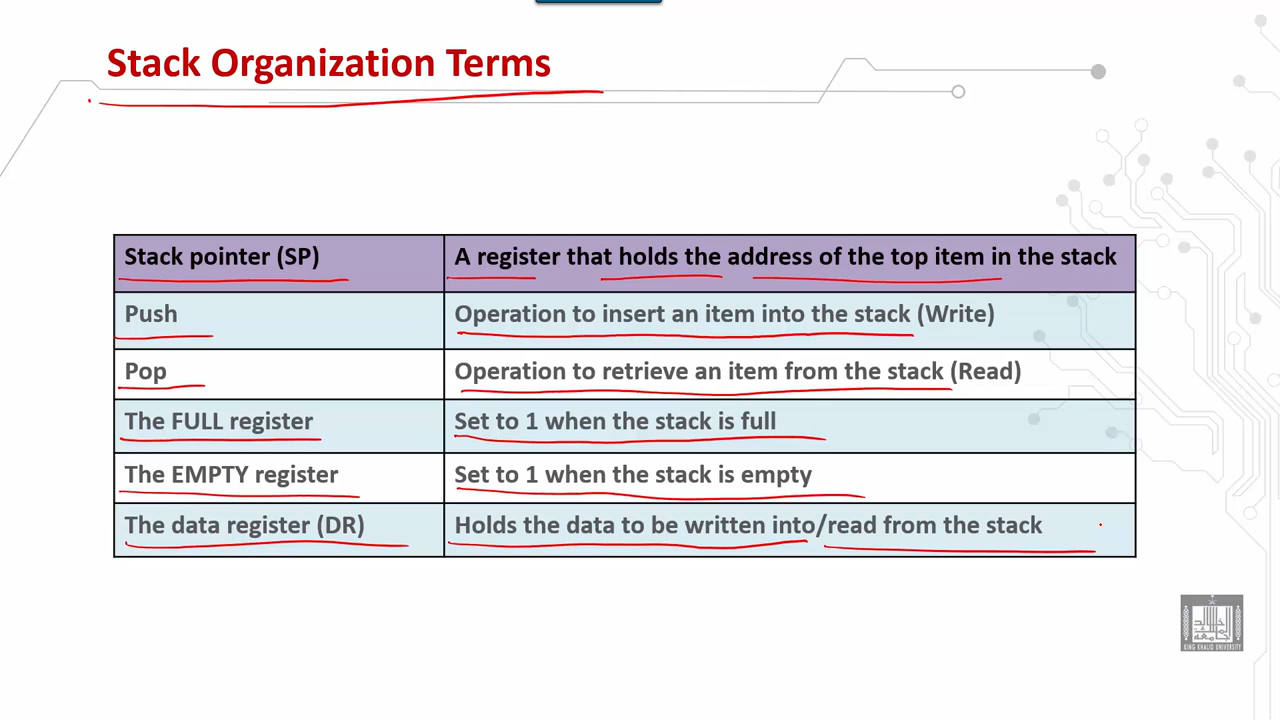 Stack Organization Terms
Stack pointer (SP)
A register that holds the address of the top item in the stack
Push
Operation to insert an item into the stack (Write)
Pop
Operation to retrieve an item from the stack (Read)
The FULL register
Set to 1 when the stack is full
The EMPTY register
Set to 1 when the stack is empty
The data register (DR)
Holds the data to be written into/read from the stack
KING KHALID UNIVERSITY